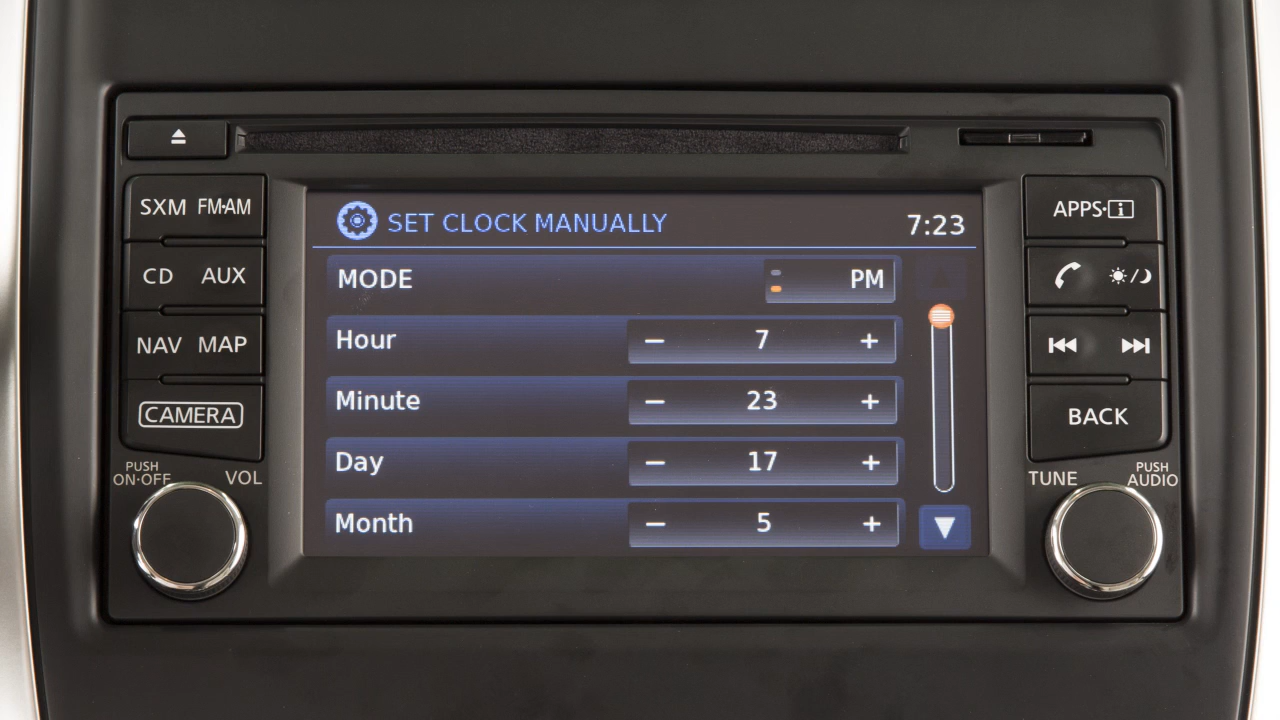 SXM FM·AM
CD AUX
NAV MAP
CAMERA
PUSH
ON·OFF
VOL
SET CLOCK MANUALLY 7:23
MODE PM
Hour − 7 +
Minute − 23 +
Day − 17 +
Month − 5 +
APPS·i
BACK
TUNE
PUSH
AUDIO